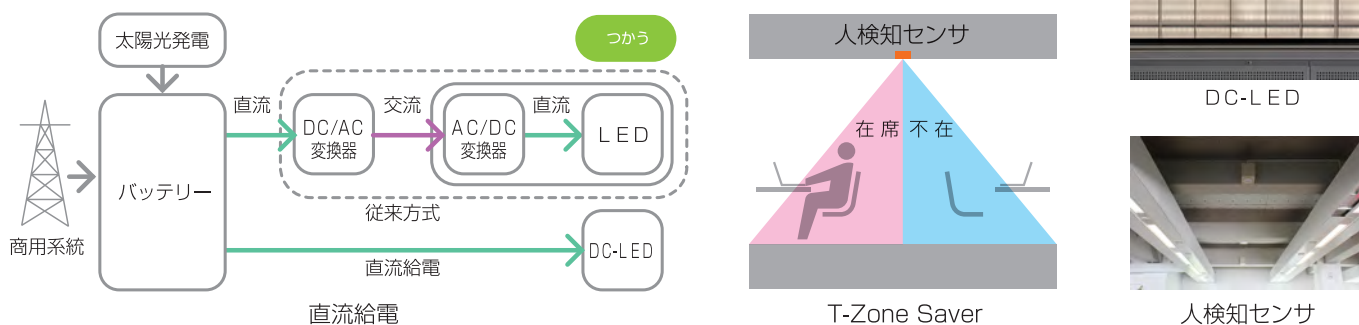 つかう
太陽光発電
商用系統
バッテリー
直流
DC/AC
変換器
交流
AC/DC
変換器
直流
LED
従来方式
直流給電
DC-LED
直流給電
人検知センサ
在席
不在
T-Zone Saver
DC-LED
人検知センサ